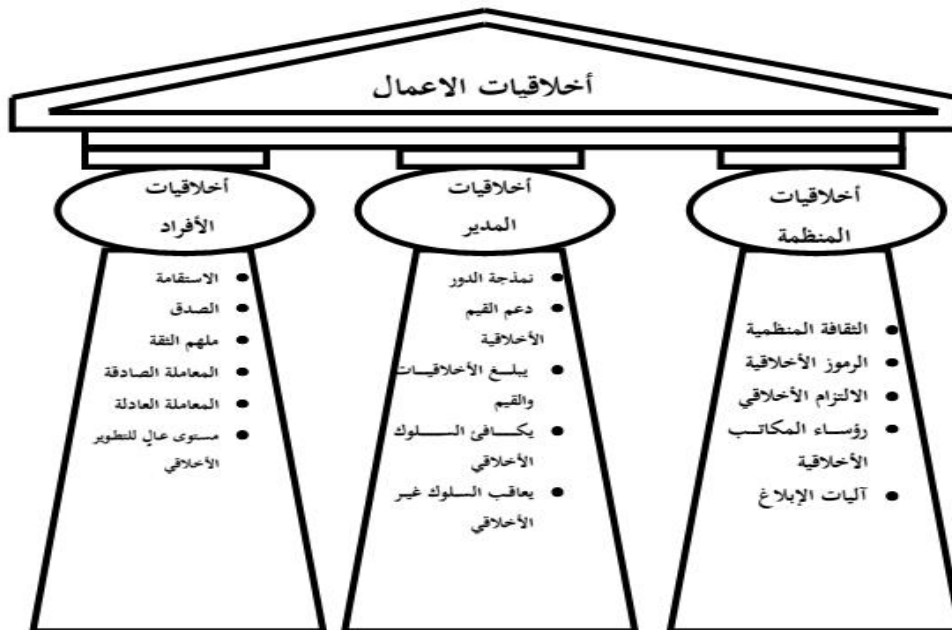 أخلاقيات الاعمال
أخلاقيات
المنظمة
الثقافة المنظمية
الرموز الأخلاقية
الالتزام الأخلاقي
رؤساء المكاتب
الأخلاقية
آليات الإبلاغ
أخلاقيات
المدير
نمذجة الدور
دعم القيم
الأخلاقية
يبلغ الأخلاقيات
والقيم
يكافئ السلوك
الأخلاقي
يعاقب السلوك غير
الأخلاقي
أخلاقيات
الأفراد
الاستقامة
الصدق
ملهم الثقة
المعاملة الصادقة
المعاملة العادلة
مستوى عالٍ للتطوير
الأخلاقي